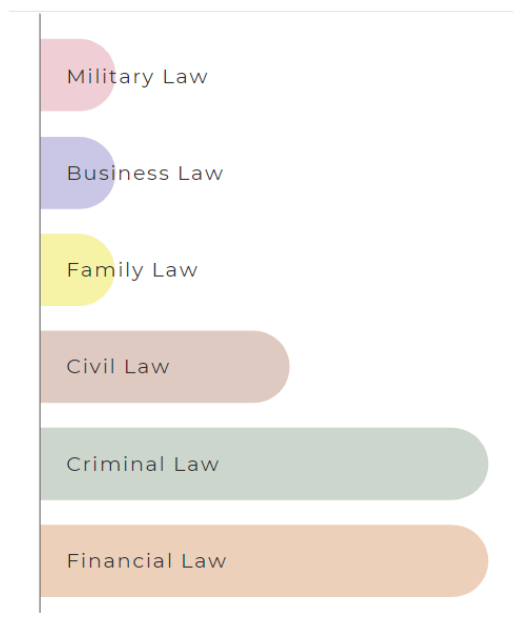 Military Law
Business Law
Family Law
Civil Law
Criminal Law
Financial Law